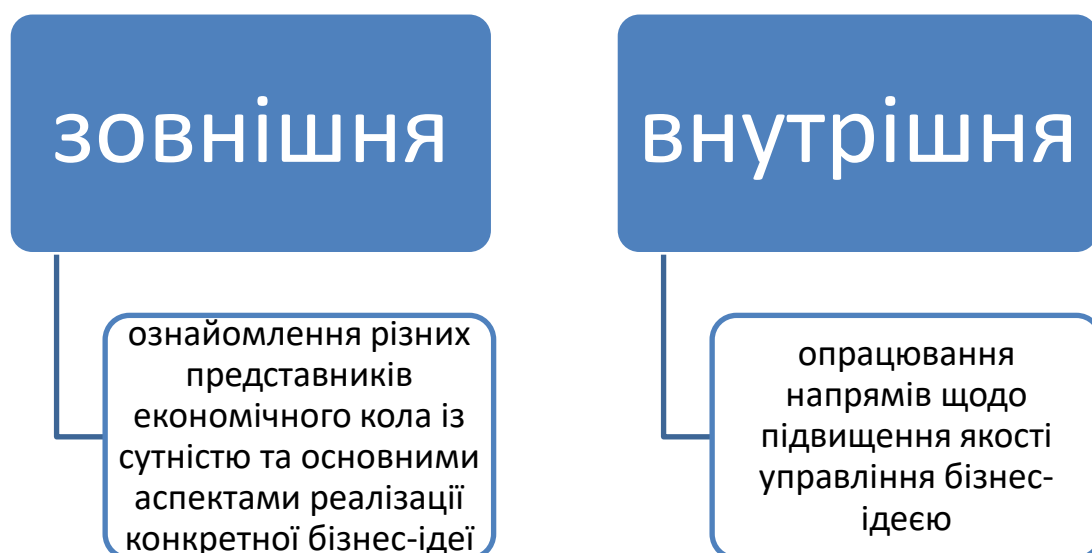 зовнішня
ознайомлення різних
представників
економічного кола із
сутністю та основними
аспектами реалізації
конкретної бізнес-ідеї
внутрішня
опрацювання
напрямів щодо
підвищення якості
управління бізнес-
ідеєю